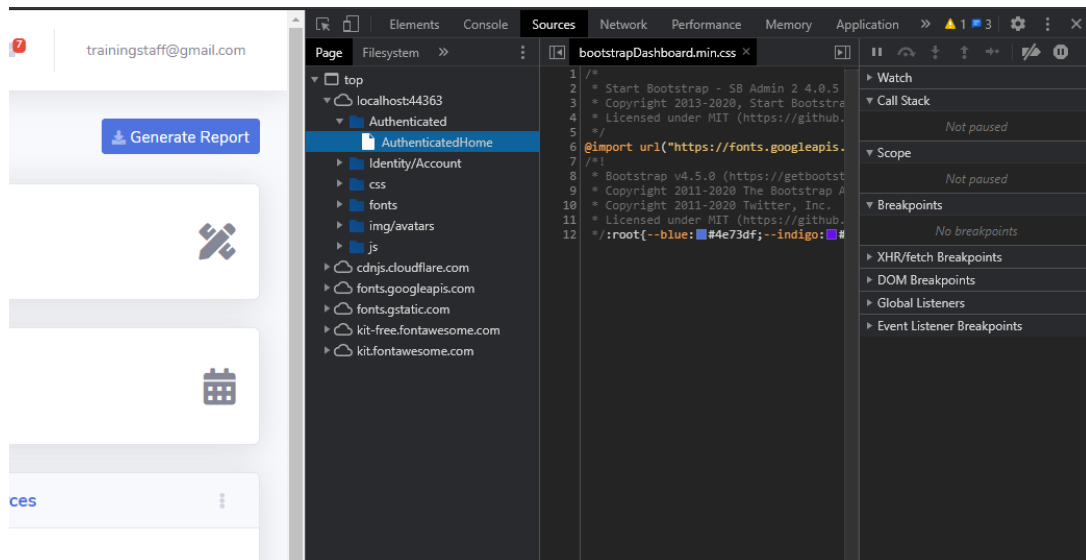 7
trainingstaff@gmail.com
Generate Report
ces
Elements Console Sources Network Performance Memory Application » 1 3
Page Filesystem »
bootstrapDashboard.min.css ×
top
localhost:44363
Authenticated
AuthenticatedHome
Identity/Account
css
fonts
img/avatars
js
cdnjs.cloudflare.com
fonts.googleapis.com
fonts.gstatic.com
kit-free.fontawesome.com
kit.fontawesome.com
1 /*
2 * Start Bootstrap - SB Admin 2 4.0.5
3 * Copyright 2013-2020, Start Bootstra
4 * Licensed under MIT (https://github.
5 */
6 @import url("https://fonts.googleapis.
7 /*!
8 * Bootstrap v4.5.0 (https://getbootst
9 * Copyright 2011-2020 The Bootstrap A
10 * Copyright 2011-2020 Twitter, Inc.
11 * Licensed under MIT (https://github.
12 */:root{--blue:#4e73df;--indigo:#
Watch
Call Stack
Not paused
Scope
Not paused
Breakpoints
No breakpoints
XHR/fetch Breakpoints
DOM Breakpoints
Global Listeners
Event Listener Breakpoints